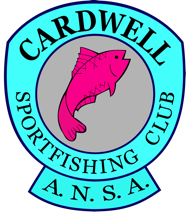 CARDWELL
SPORTFISHING CLUB
A. N. S. A.